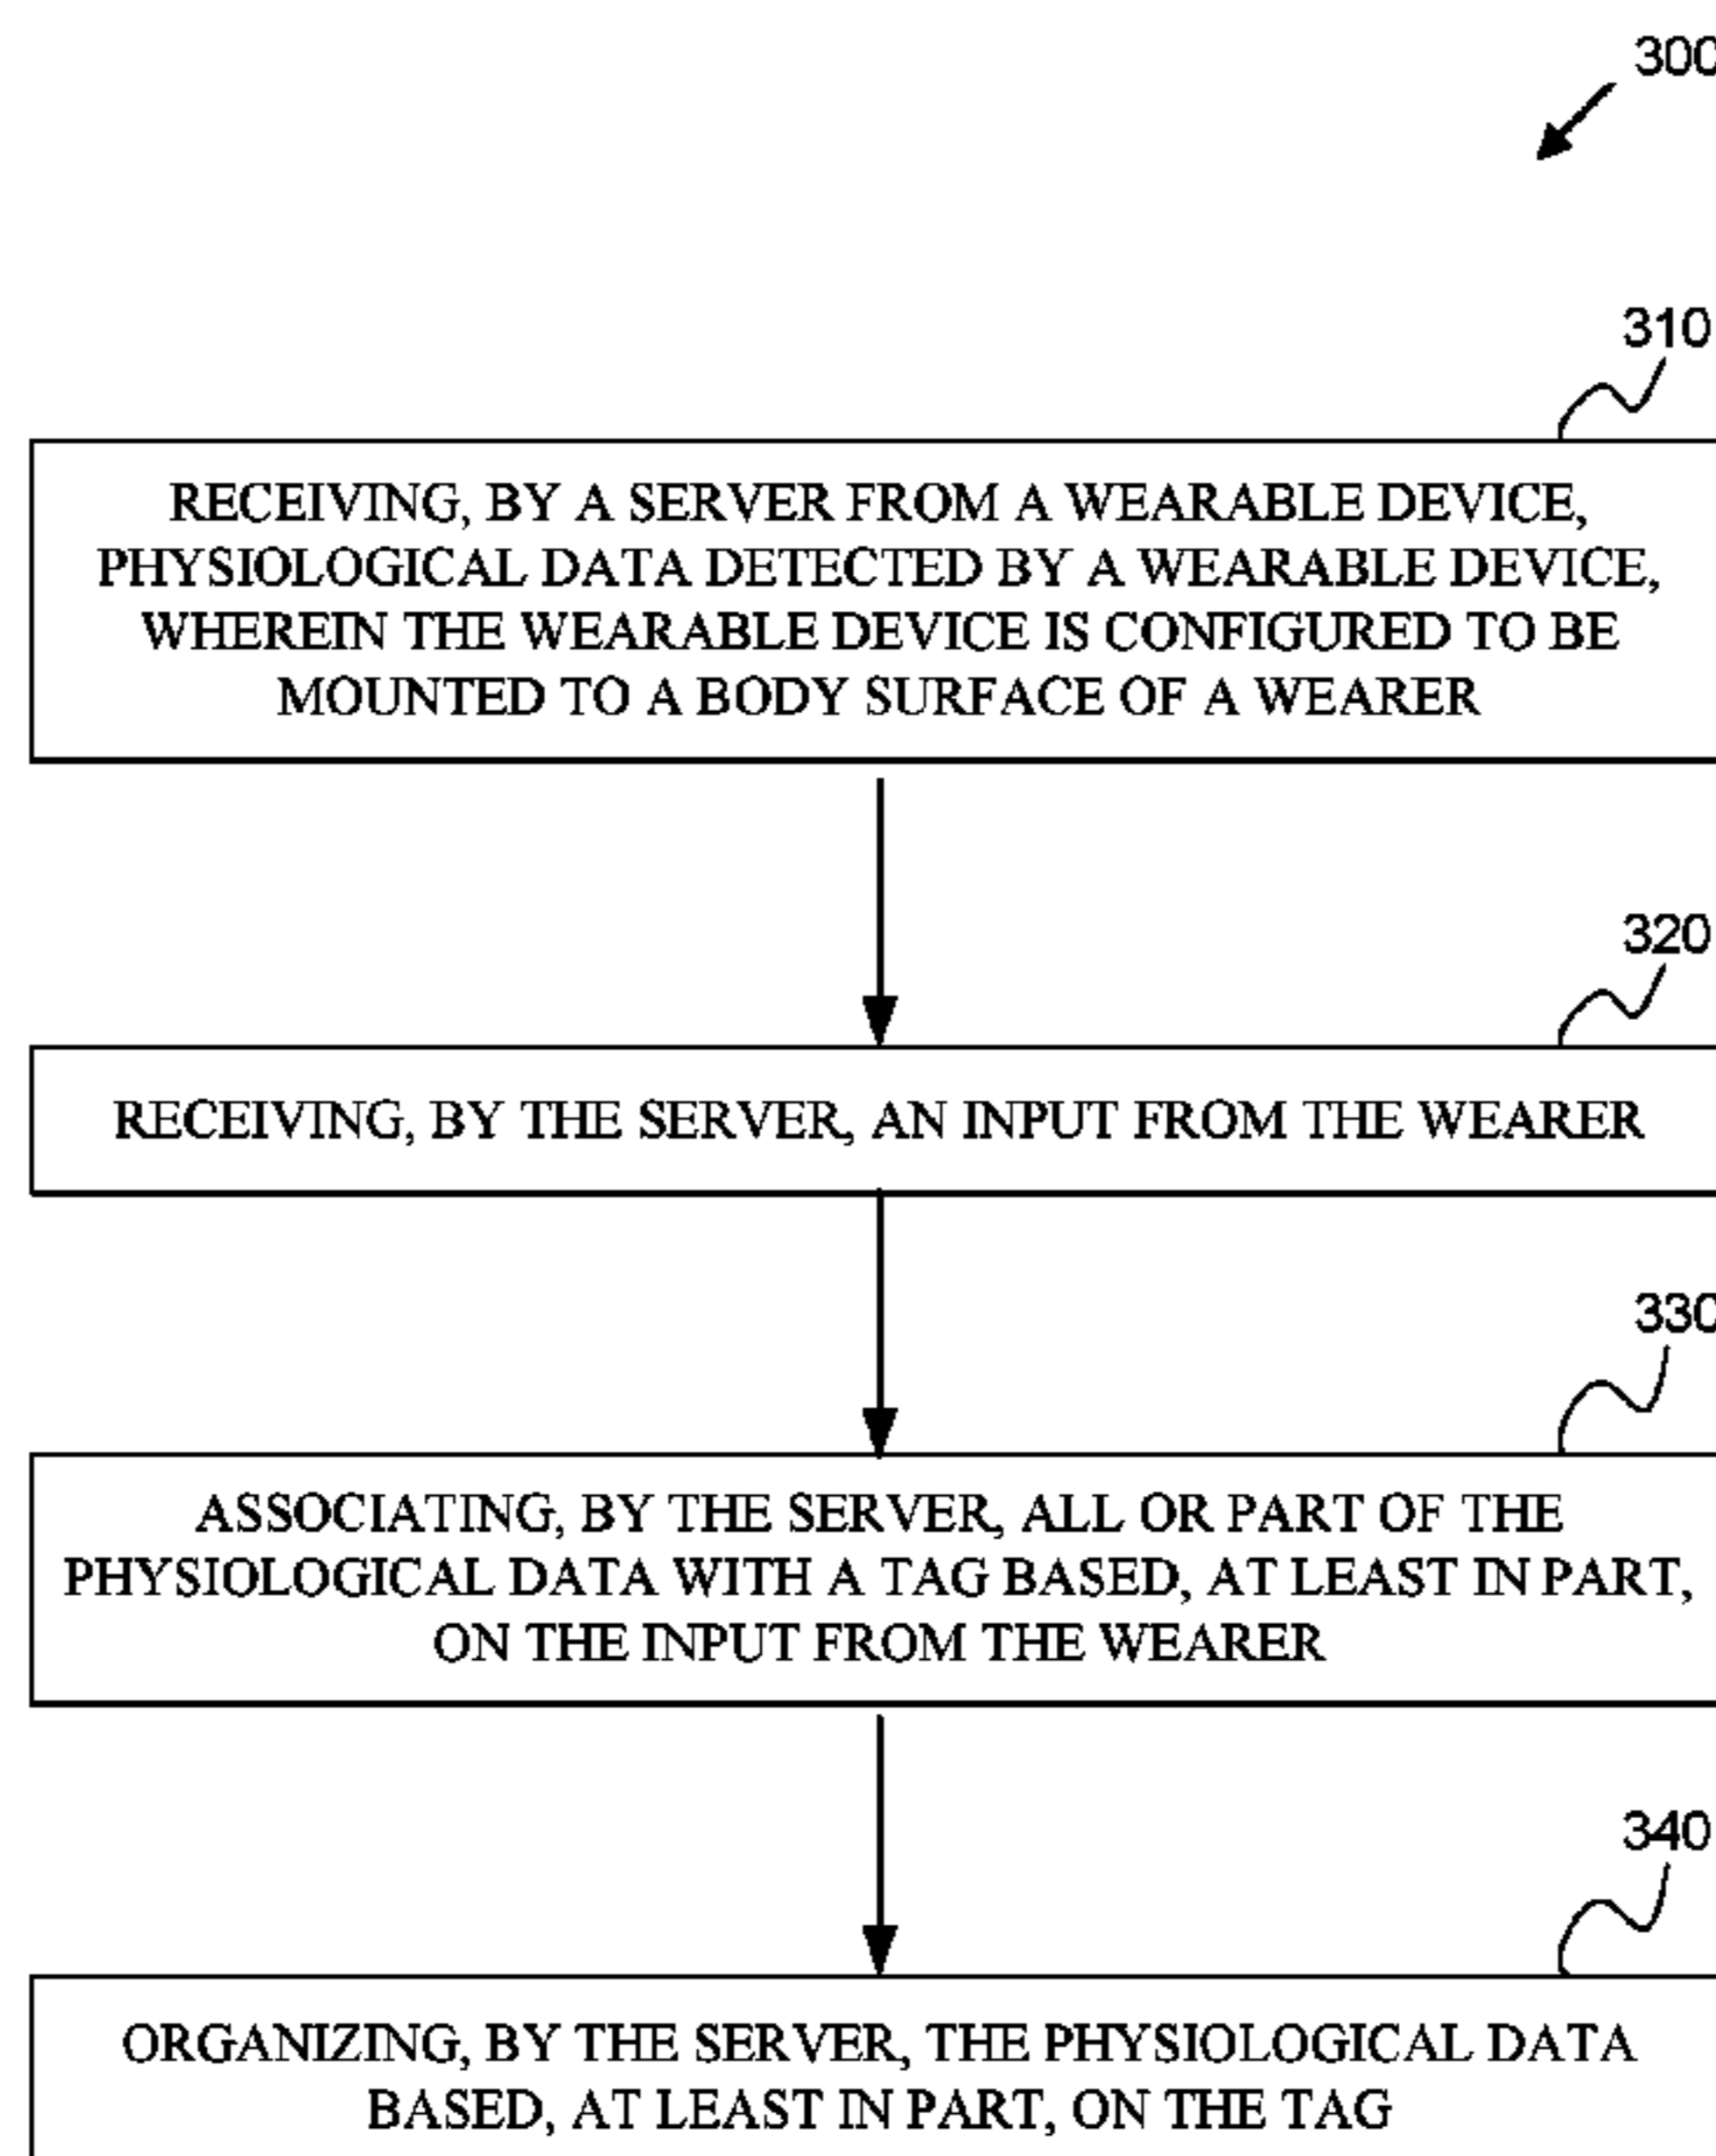 300
310
RECEIVING, BY A SERVER FROM A WEARABLE DEVICE,
PHYSIOLOGICAL DATA DETECTED BY A WEARABLE DEVICE,
WHEREIN THE WEARABLE DEVICE IS CONFIGURED TO BE
MOUNTED TO A BODY SURFACE OF A WEARER
320
RECEIVING, BY THE SERVER, AN INPUT FROM THE WEARER
330
ASSOCIATING, BY THE SERVER, ALL OR PART OF THE
PHYSIOLOGICAL DATA WITH A TAG BASED, AT LEAST IN PART,
ON THE INPUT FROM THE WEARER
340
ORGANIZING, BY THE SERVER, THE PHYSIOLOGICAL DATA
BASED, AT LEAST IN PART, ON THE TAG